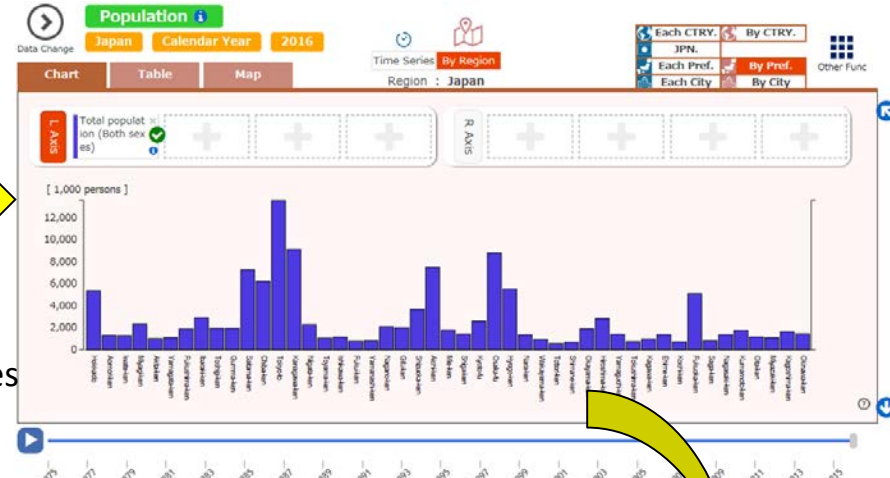 Population
Data Change
Japan
Calendar Year
2016
Time Series
By Region
Region : Japan
Each CTRY.
By CTRY.
JPN.
Each Pref.
By Pref.
Each City
By City
Other Func
Chart
Table
Map
L Axis
Total populat
ion (Both sex
es)
R Axis
[ 1,000 persons ]
12,000
10,000
8,000
6,000
4,000
2,000
0
Hokkaido
Aomori-ken
Iwate-ken
Miyagi-ken
Akita-ken
Yamagata-ken
Fukushima-ken
Ibaraki-ken
Tochigi-ken
Gumma-ken
Saitama-ken
Chiba-ken
Tokyo-to
Kanagawa-ken
Niigata-ken
Toyama-ken
Ishikawa-ken
Fukui-ken
Yamanashi-ken
Nagano-ken
Gifu-ken
Shizuoka-ken
Aichi-ken
Mie-ken
Shiga-ken
Kyoto-fu
Osaka-fu
Hyogo-ken
Nara-ken
Wakayama-ken
Tottori-ken
Shimane-ken
Okayama-ken
Hiroshima-ken
Yamaguchi-ken
Tokushima-ken
Kagawa-ken
Ehime-ken
Kochi-ken
Fukuoka-ken
Saga-ken
Nagasaki-ken
Kumamoto-ken
Oita-ken
Miyazaki-ken
Kagoshima-ken
Okinawa-ken
es